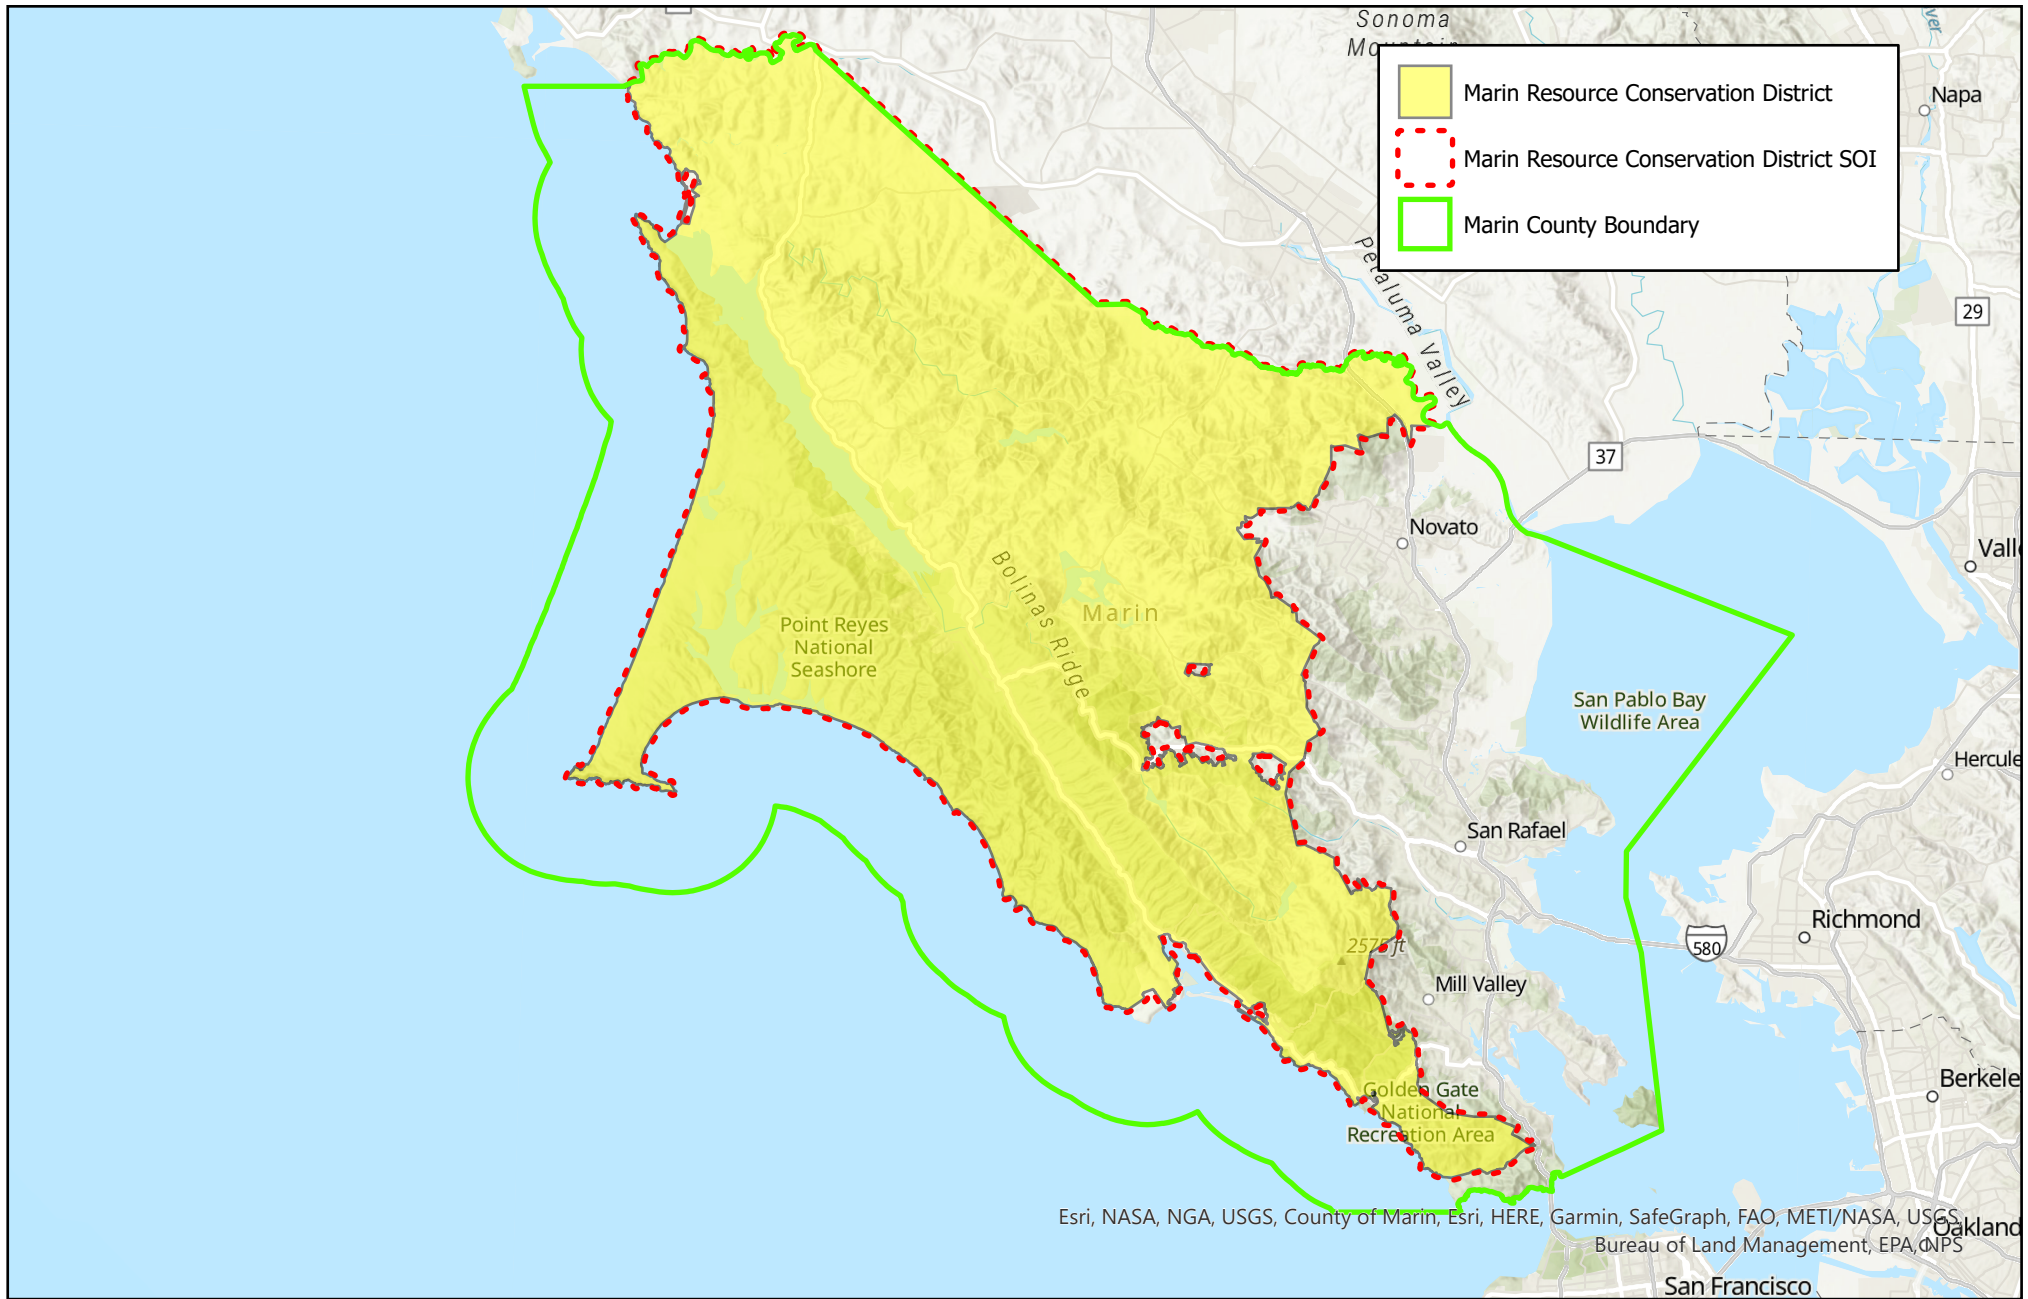 Sonoma
Mountain
Marin Resource Conservation District
Marin Resource Conservation District SOI
Marin County Boundary
Napa
29
Petaluma Valley
37
Novato
Bolinas Ridge
Marin
Point Reyes
National
Seashore
San Pablo Bay
Wildlife Area
Hercule
San Rafael
Richmond
580
2575 ft
Mill Valley
Golden Gate
National
Recreation Area
Berkele
Esri, NASA, NGA, USGS, County of Marin, Esri, HERE, Garmin, SafeGraph, FAO, METI/NASA, USGS,
Bureau of Land Management, EPA, NPS
Oakland
San Francisco